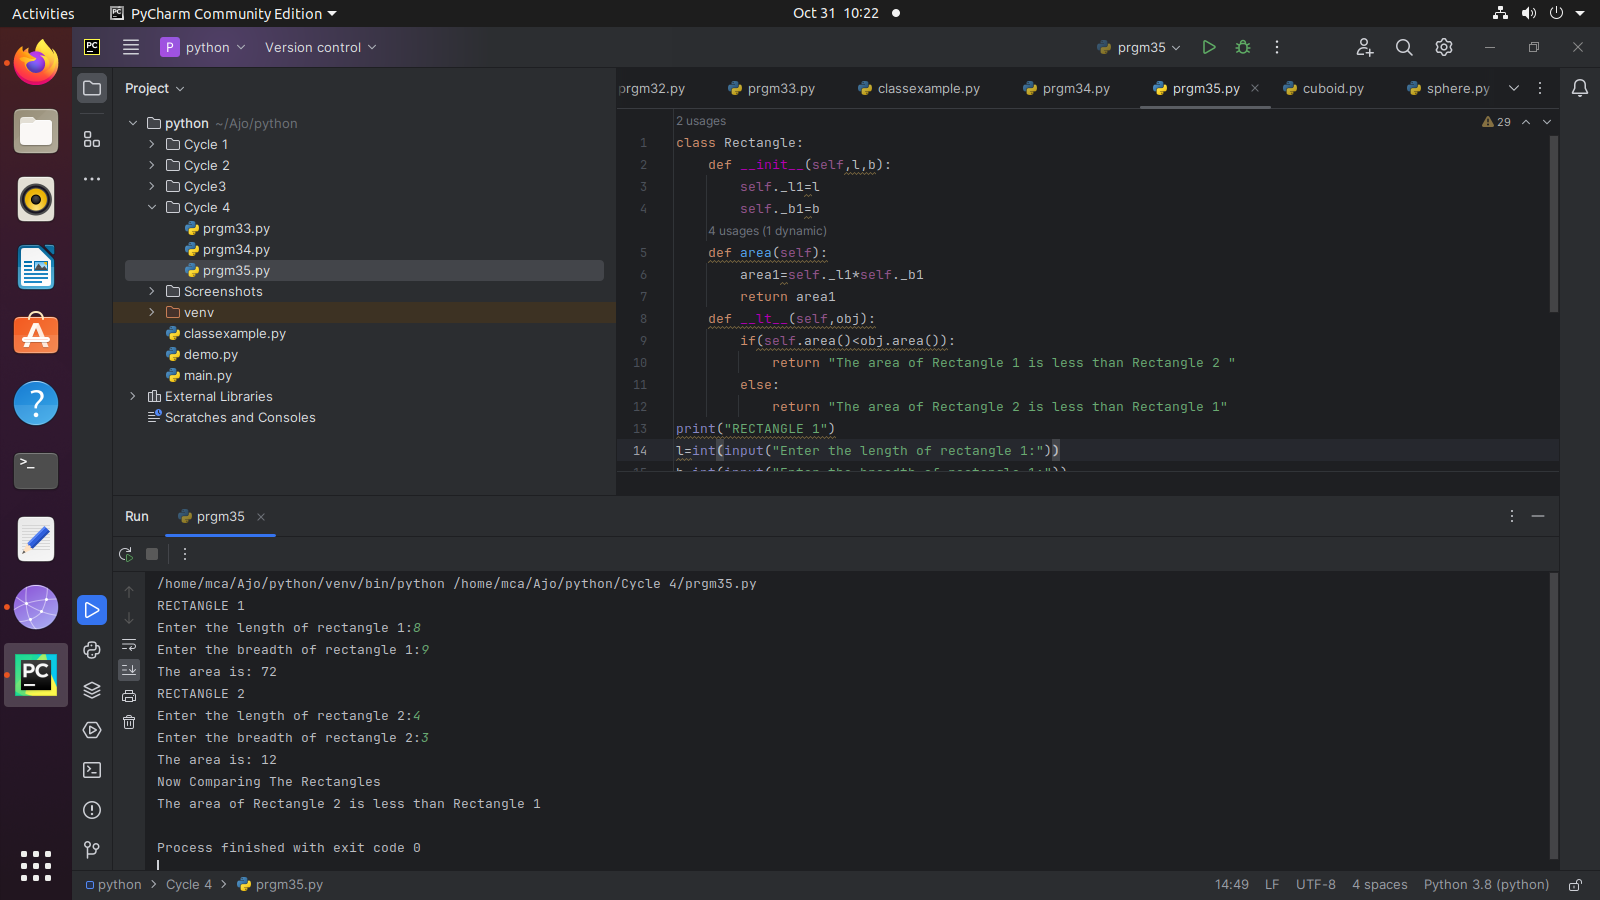 Activities
PyCharm Community Edition
Oct 31 10:22
PC
P python
Version control
prgm35
Project
prgm32.py
prgm33.py
classexample.py
prgm34.py
prgm35.py
cuboid.py
sphere.py
python ~/Ajo/python
Cycle 1
Cycle 2
Cycle3
Cycle 4
prgm33.py
prgm34.py
prgm35.py
Screenshots
venv
classexample.py
demo.py
main.py
External Libraries
Scratches and Consoles
2 usages
29
1 class Rectangle:
2 def __init__(self,l,b):
3 self._l1=l
4 self._b1=b
4 usages (1 dynamic)
5 def area(self):
6 area1=self._l1*self._b1
7 return area1
8 def __lt__(self,obj):
9 if(self.area()<obj.area()):
10 return "The area of Rectangle 1 is less than Rectangle 2 "
11 else:
12 return "The area of Rectangle 2 is less than Rectangle 1"
13 print("RECTANGLE 1")
14 l=int(input("Enter the length of rectangle 1:"))
15 b=int(input("Enter the breadth of rectangle 1:"))
Run
prgm35
/home/mca/Ajo/python/venv/bin/python /home/mca/Ajo/python/Cycle 4/prgm35.py
RECTANGLE 1
Enter the length of rectangle 1:8
Enter the breadth of rectangle 1:9
The area is: 72
RECTANGLE 2
Enter the length of rectangle 2:4
Enter the breadth of rectangle 2:3
The area is: 12
Now Comparing The Rectangles
The area of Rectangle 2 is less than Rectangle 1
Process finished with exit code 0
PC
python > Cycle 4 > prgm35.py
14:49
LF
UTF-8
4 spaces
Python 3.8 (python)